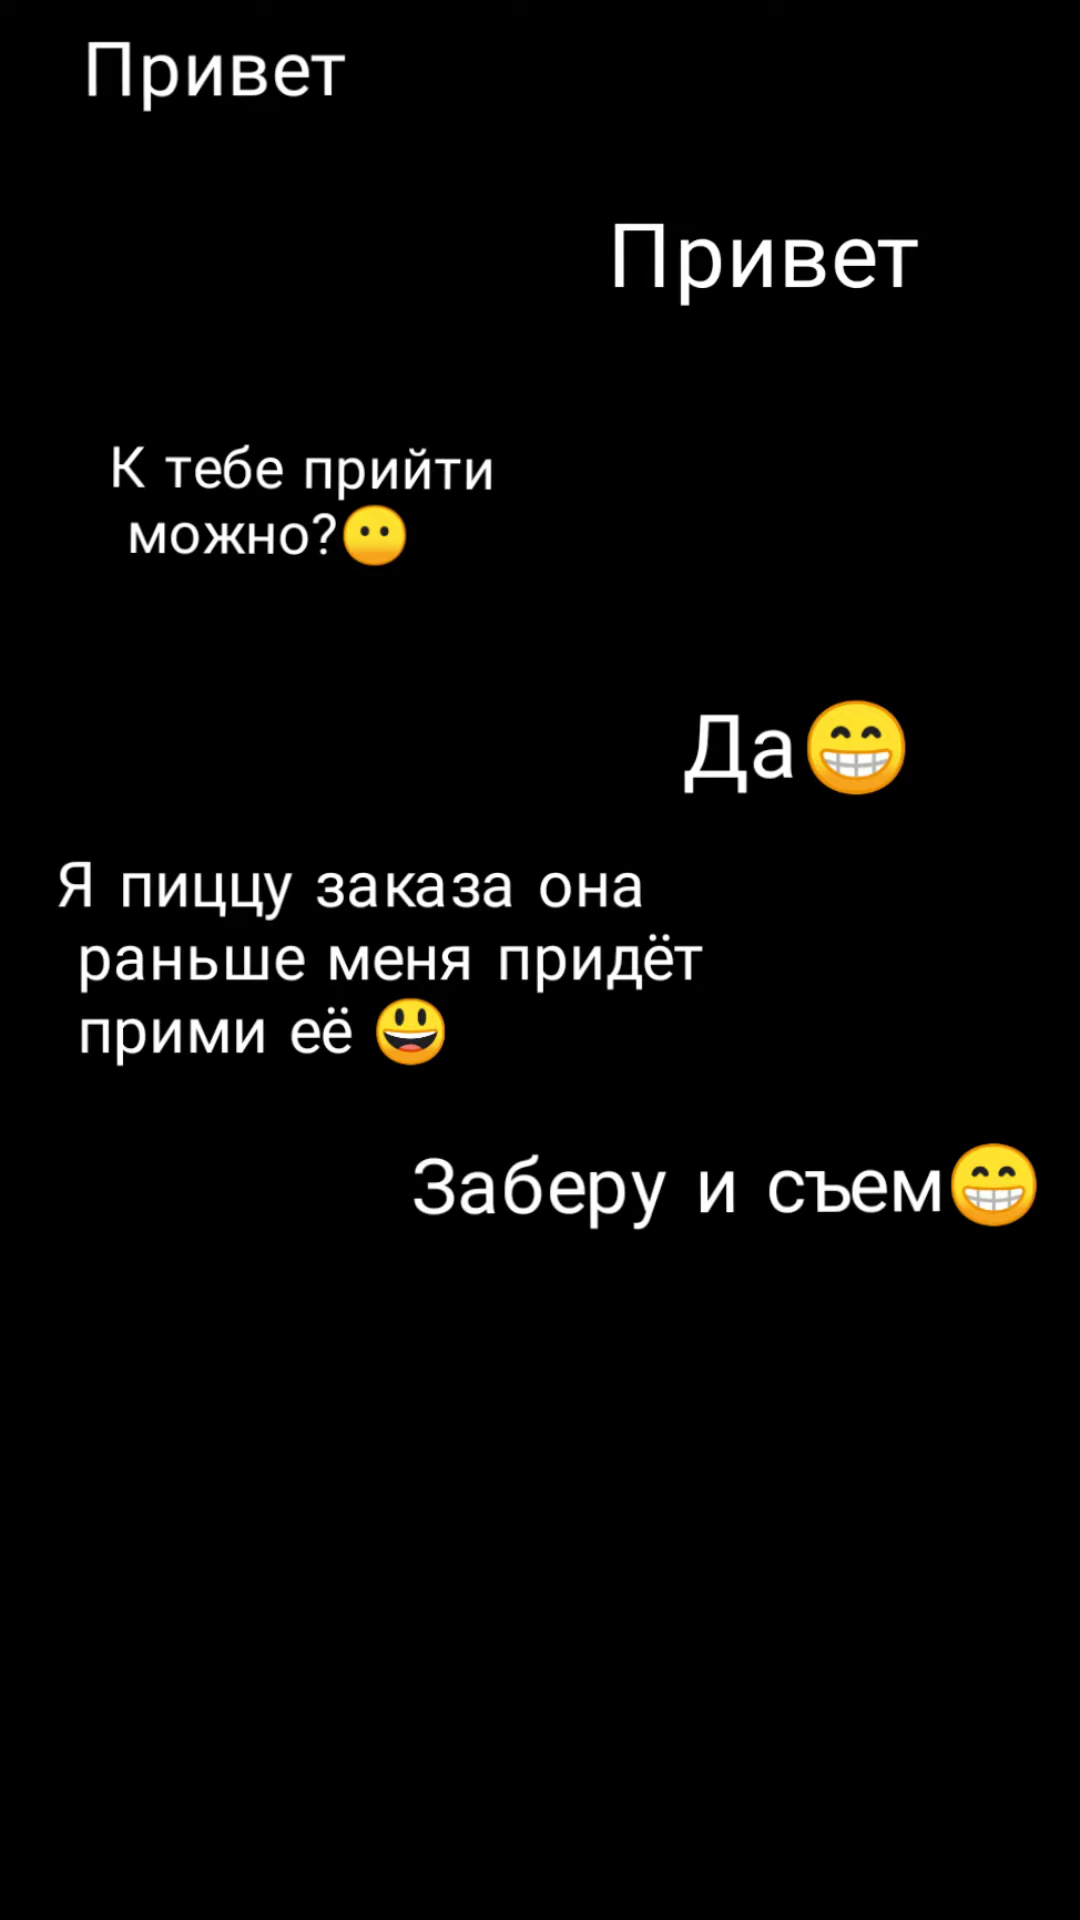 Привет
Привет
К тебе прийти
можно?😶
Да😁
Я пиццу заказа она
раньше меня придёт
прими её 😃
Заберу и съем😁